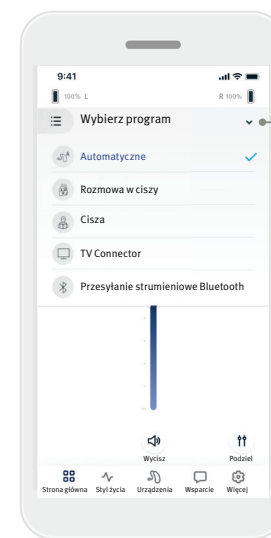 9:41
100% L
R 100%
Wybierz program
Automatyczne
Rozmowa w ciszy
Cisza
TV Connector
Przesyłanie strumieniowe Bluetooth
Wycisz
Podziel
Strona główna
Styl życia
Urządzenia
Wsparcie
Więcej